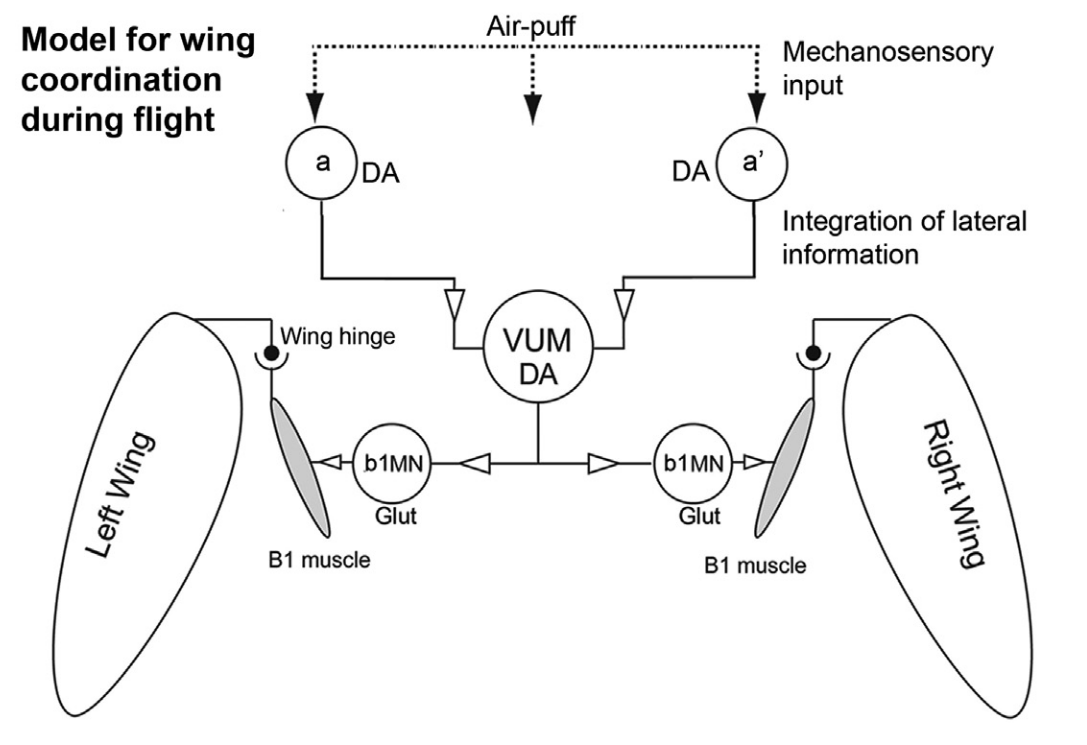 Model for wing
coordination
during flight
Air-puff
Mechanosensory
input
a
DA
DA
a’
Integration of lateral
information
VUM
DA
Wing hinge
Left Wing
b1MN
Glut
B1 muscle
b1MN
Glut
B1 muscle
Right Wing